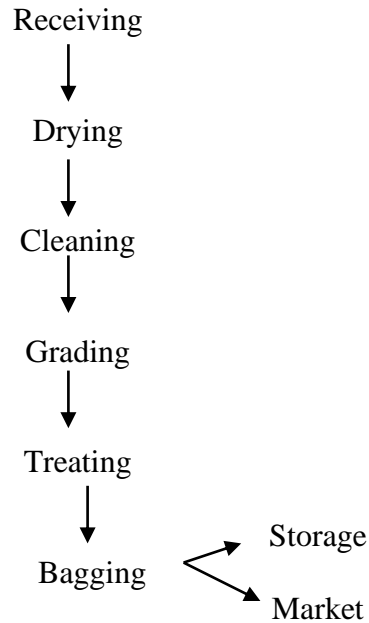 Receiving
Drying
Cleaning
Grading
Treating
Storage
Bagging
Market